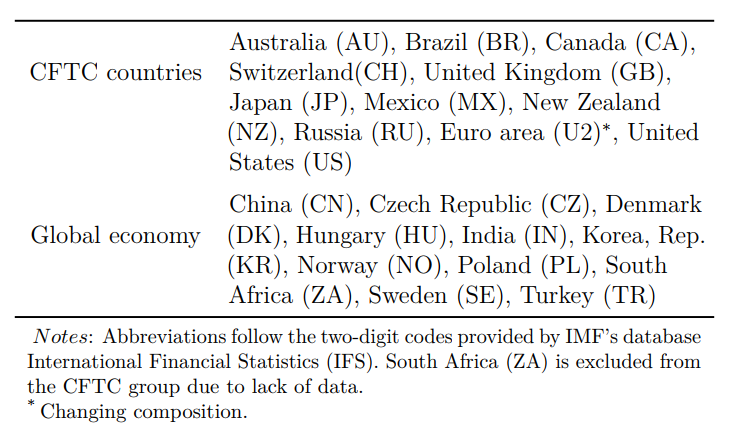 Australia (AU), Brazil (BR), Canada (CA),
CFTC countries Switzerland(CH), United Kingdom (GB),
Japan (JP), Mexico (MX), New Zealand
(NZ), Russia (RU), Euro area (U2)*, United
States (US)
China (CN), Czech Republic (CZ), Denmark
Global economy (DK), Hungary (HU), India (IN), Korea, Rep.
(KR), Norway (NO), Poland (PL), South
Africa (ZA), Sweden (SE), Turkey (TR)
Notes: Abbreviations follow the two-digit codes provided by IMF's database
International Financial Statistics (IFS). South Africa (ZA) is excluded from
the CFTC group due to lack of data.
* Changing composition.